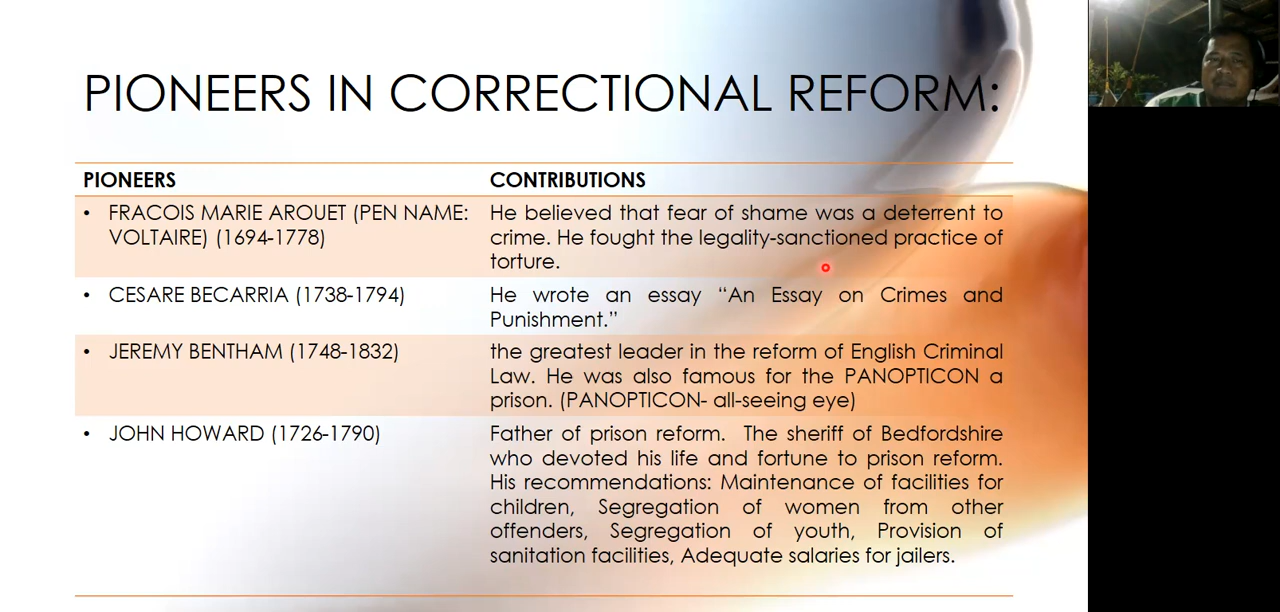 PIONEERS IN CORRECTIONAL REFORM:
PIONEERS
CONTRIBUTIONS
• FRACOIS MARIE AROUET (PEN NAME:
VOLTAIRE) (1694-1778)
He believed that fear of shame was a deterrent to
crime. He fought the legality-sanctioned practice of
torture.
• CESARE BECARRIA (1738-1794)
He wrote an essay “An Essay on Crimes and
Punishment.”
• JEREMY BENTHAM (1748-1832)
the greatest leader in the reform of English Criminal
Law. He was also famous for the PANOPTICON a
prison. (PANOPTICON- all-seeing eye)
• JOHN HOWARD (1726-1790)
Father of prison reform.  The sheriff of Bedfordshire
who devoted his life and fortune to prison reform.
His recommendations: Maintenance of facilities for
children, Segregation of women from other
offenders, Segregation of youth, Provision of
sanitation facilities, Adequate salaries for jailers.